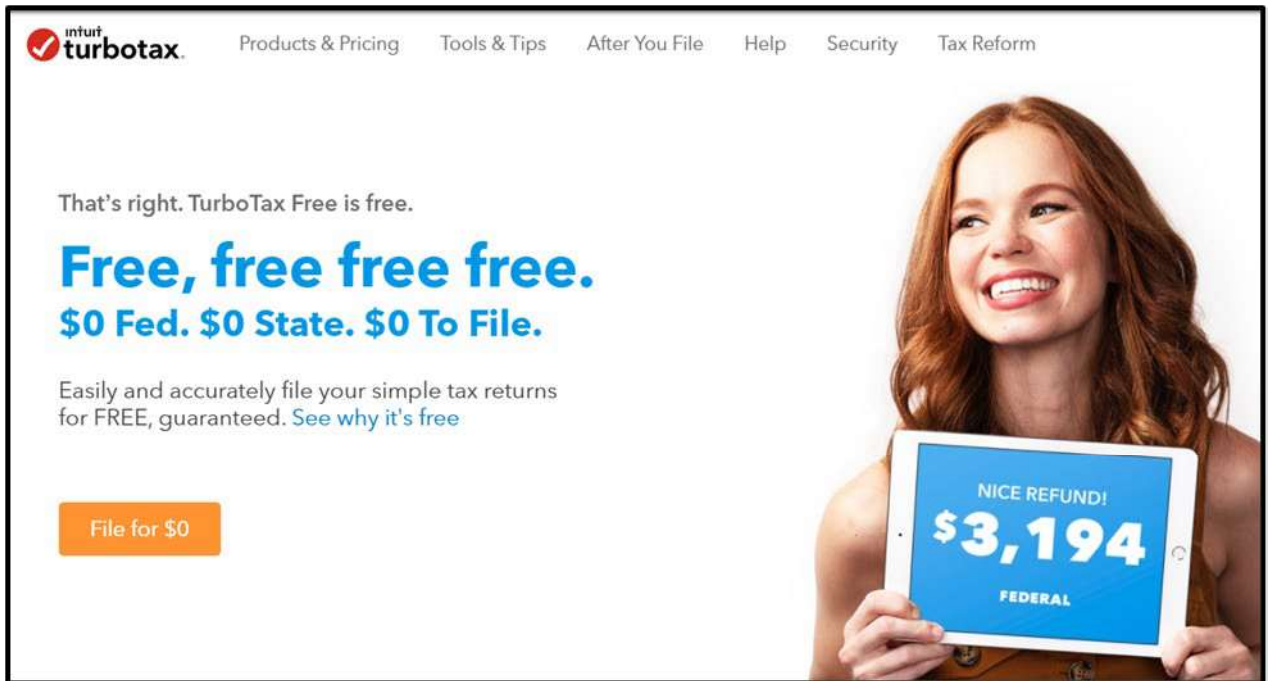 intuit
turbotax.
Products & Pricing Tools & Tips After You File Help Security Tax Reform
That's right. TurboTax Free is free.
Free, free free free.
$0 Fed. $0 State. $0 To File.
Easily and accurately file your simple tax returns
for FREE, guaranteed. See why it's free
File for $0
NICE REFUND!
$3,194
FEDERAL